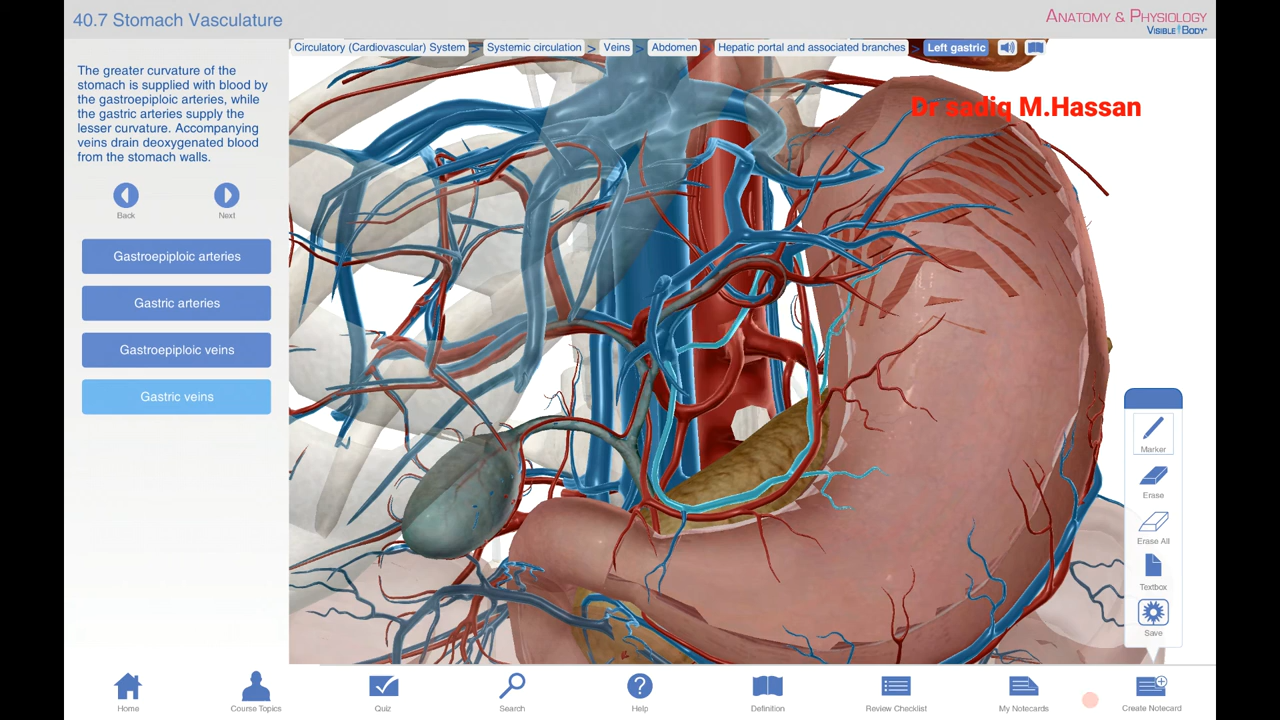 40.7 Stomach Vasculature
ANATOMY & PHYSIOLOGY
VISIBLE BODY®
Circulatory (Cardiovascular) System > Systemic circulation > Veins > Abdomen > Hepatic portal and associated branches > Left gastric
The greater curvature of the
stomach is supplied with blood by
the gastroepiploic arteries, while
the gastric arteries supply the
lesser curvature. Accompanying
veins drain deoxygenated blood
from the stomach walls.
Dr sadiq M.Hassan
Back
Next
Gastroepiploic arteries
Gastric arteries
Gastroepiploic veins
Gastric veins
Marker
Erase
Erase All
Textbox
Save
Home
Course Topics
Quiz
Search
Help
Definition
Review Checklist
My Notecards
Create Notecard